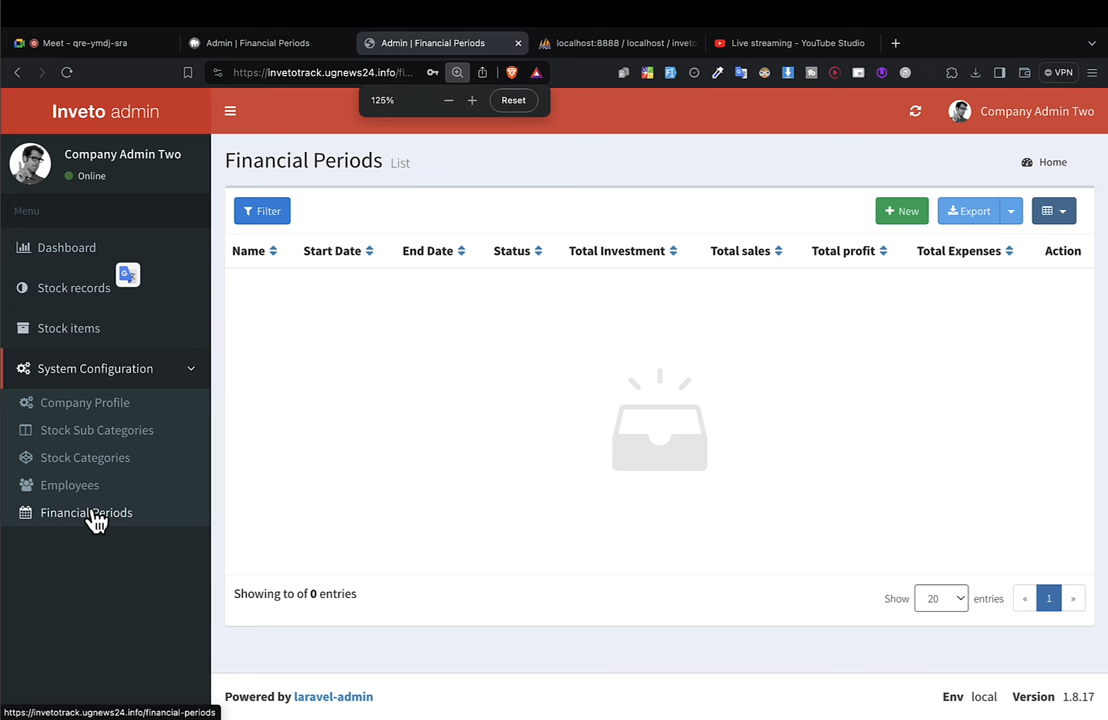 Meet - qre-ymdj-sra
Admin | Financial Periods
Admin | Financial Periods
localhost:8888 / localhost / inveto
Live streaming - YouTube Studio
https://invetotrack.ugnews24.info/fi...
VPN
125%
Reset
Inveto admin
Company Admin Two
Company Admin Two
Online
Financial Periods List
Home
Menu
Filter
New
Export
Dashboard
Stock records
Stock items
System Configuration
Company Profile
Stock Sub Categories
Stock Categories
Employees
Financial Periods
Name Start Date End Date Status Total Investment Total sales Total profit Total Expenses Action
Showing to of 0 entries
Show 20 entries « 1 »
Powered by laravel-admin
Env local Version 1.8.17
https://invetotrack.ugnews24.info/financial-periods